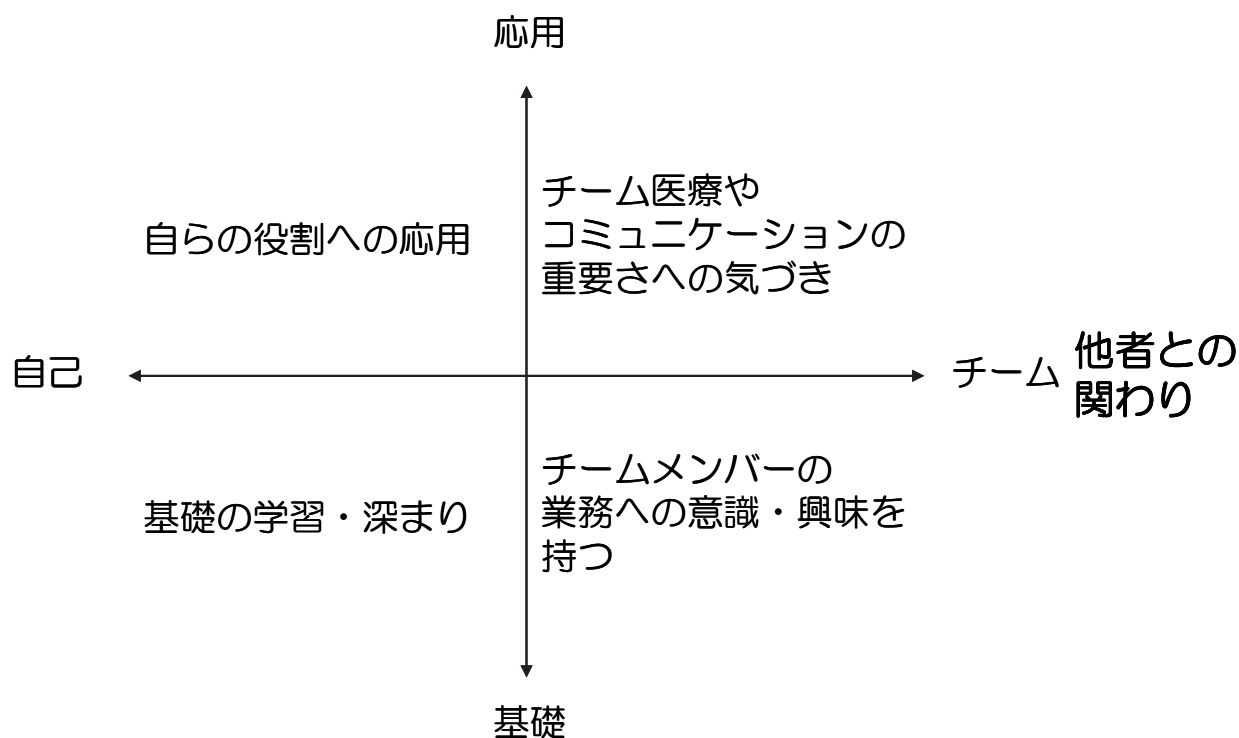 応用
自らの役割への応用
チーム医療や
コミュニケーションの
重要さへの気づき
自己
チーム
他者との
関わり
基礎の学習・深まり
チームメンバーの
業務への意識・興味を
持つ
基礎